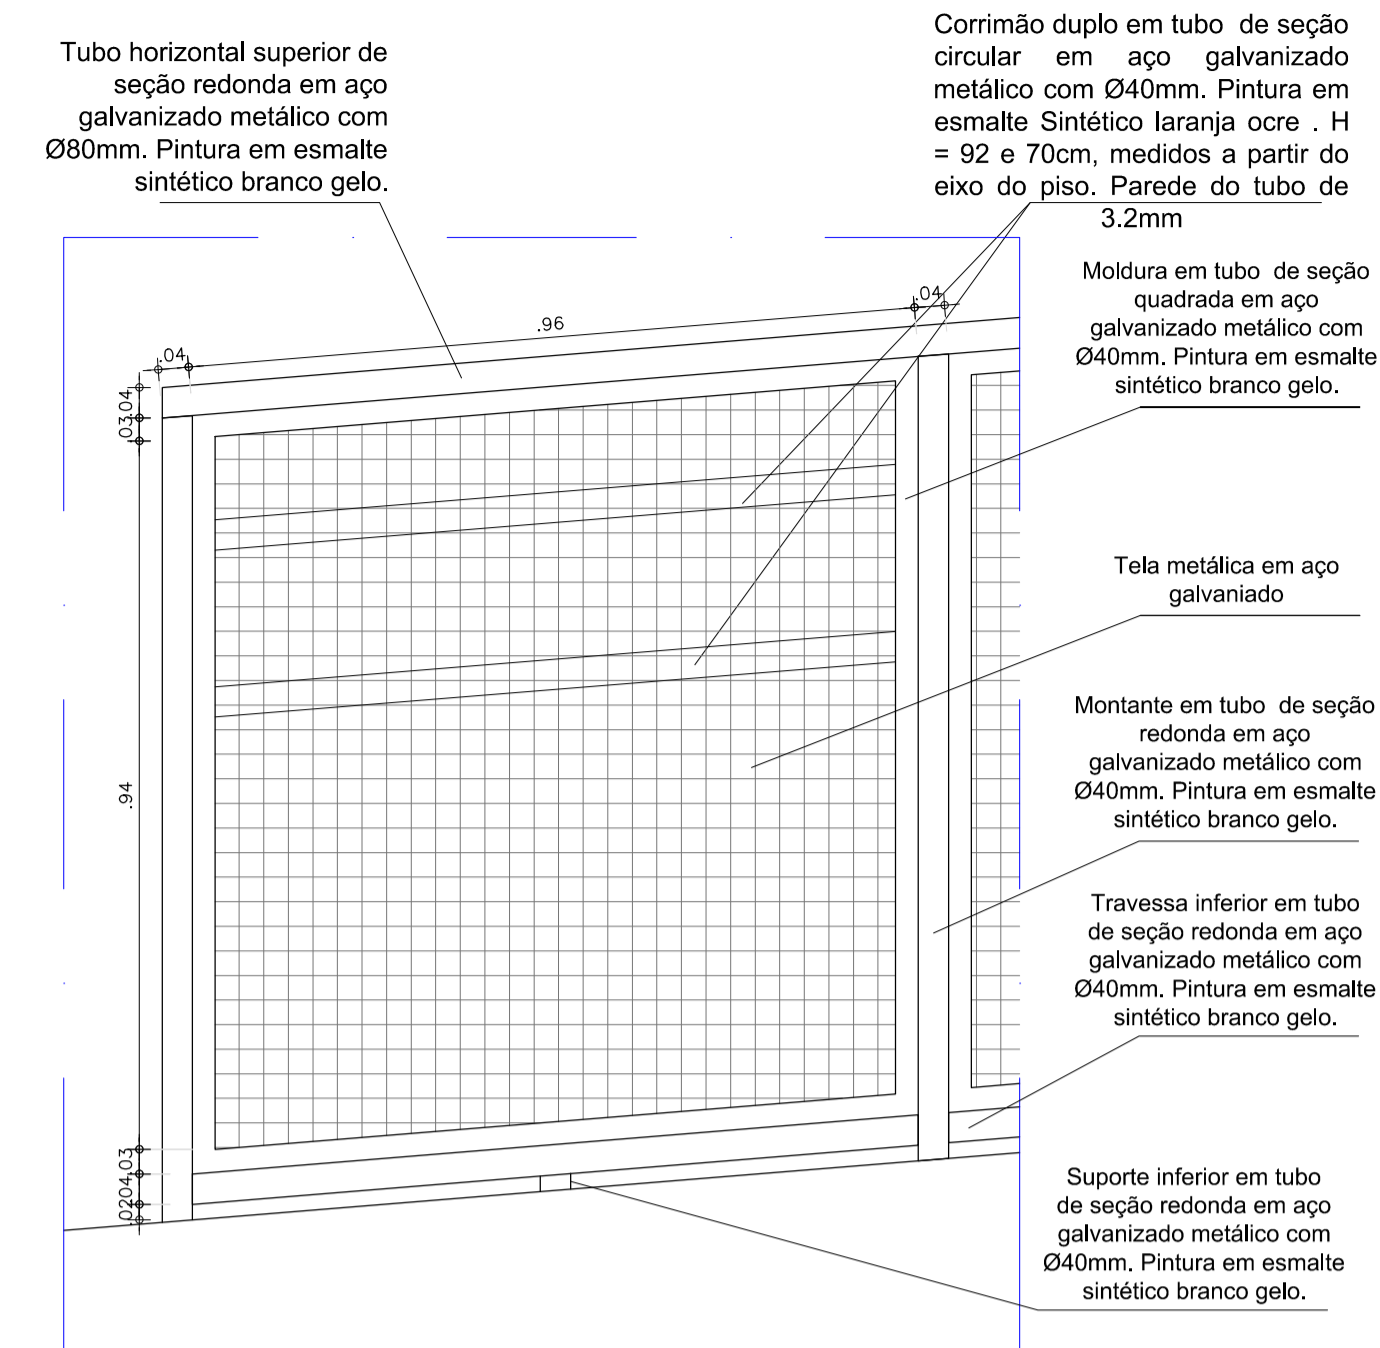 Tubo horizontal superior de
seção redonda em aço
galvanizado metálico com
Ø80mm. Pintura em esmalte
sintético branco gelo.
Corrimão duplo em tubo de seção
circular em aço galvanizado
metálico com Ø40mm. Pintura em
esmalte Sintético laranja ocre . H
= 92 e 70cm, medidos a partir do
eixo do piso. Parede do tubo de
3.2mm
Moldura em tubo de seção
quadrada em aço
galvanizado metálico com
Ø40mm. Pintura em esmalte
sintético branco gelo.
.04
.96
.04
.04
.03
Tela metálica em aço
galvaniado
Montante em tubo de seção
redonda em aço
galvanizado metálico com
Ø40mm. Pintura em esmalte
sintético branco gelo.
.94
Travessa inferior em tubo
de seção redonda em aço
galvanizado metálico com
Ø40mm. Pintura em esmalte
sintético branco gelo.
.03
.04
.02
Suporte inferior em tubo
de seção redonda em aço
galvanizado metálico com
Ø40mm. Pintura em esmalte
sintético branco gelo.